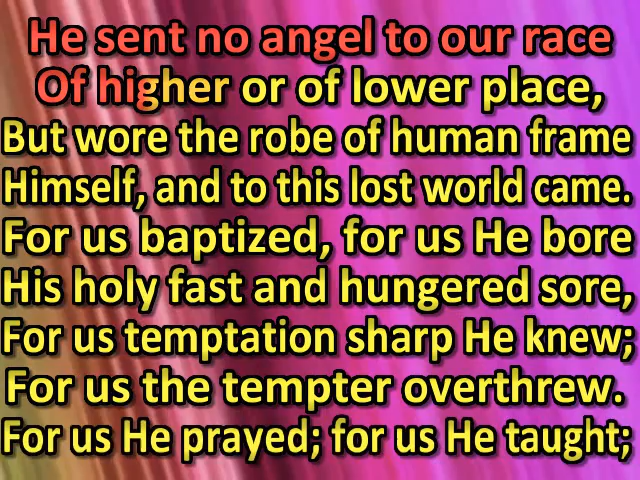 He sent no angel to our race
Of higher or of lower place,
But wore the robe of human frame
Himself, and to this lost world came.
For us baptized, for us He bore
His holy fast and hungered sore,
For us temptation sharp He knew;
For us the tempter overthrew.
For us He prayed; for us He taught;